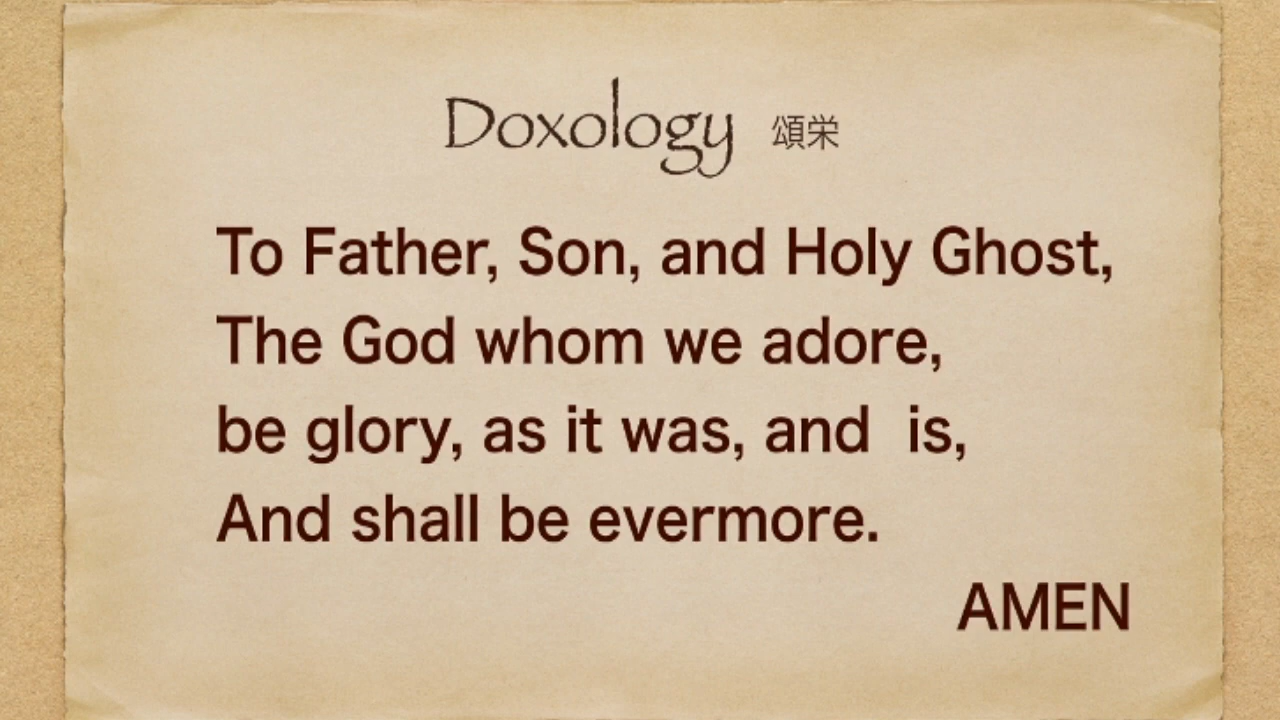 Doxology 頌栄
To Father, Son, and Holy Ghost,
The God whom we adore,
be glory, as it was, and  is,
And shall be evermore.
AMEN